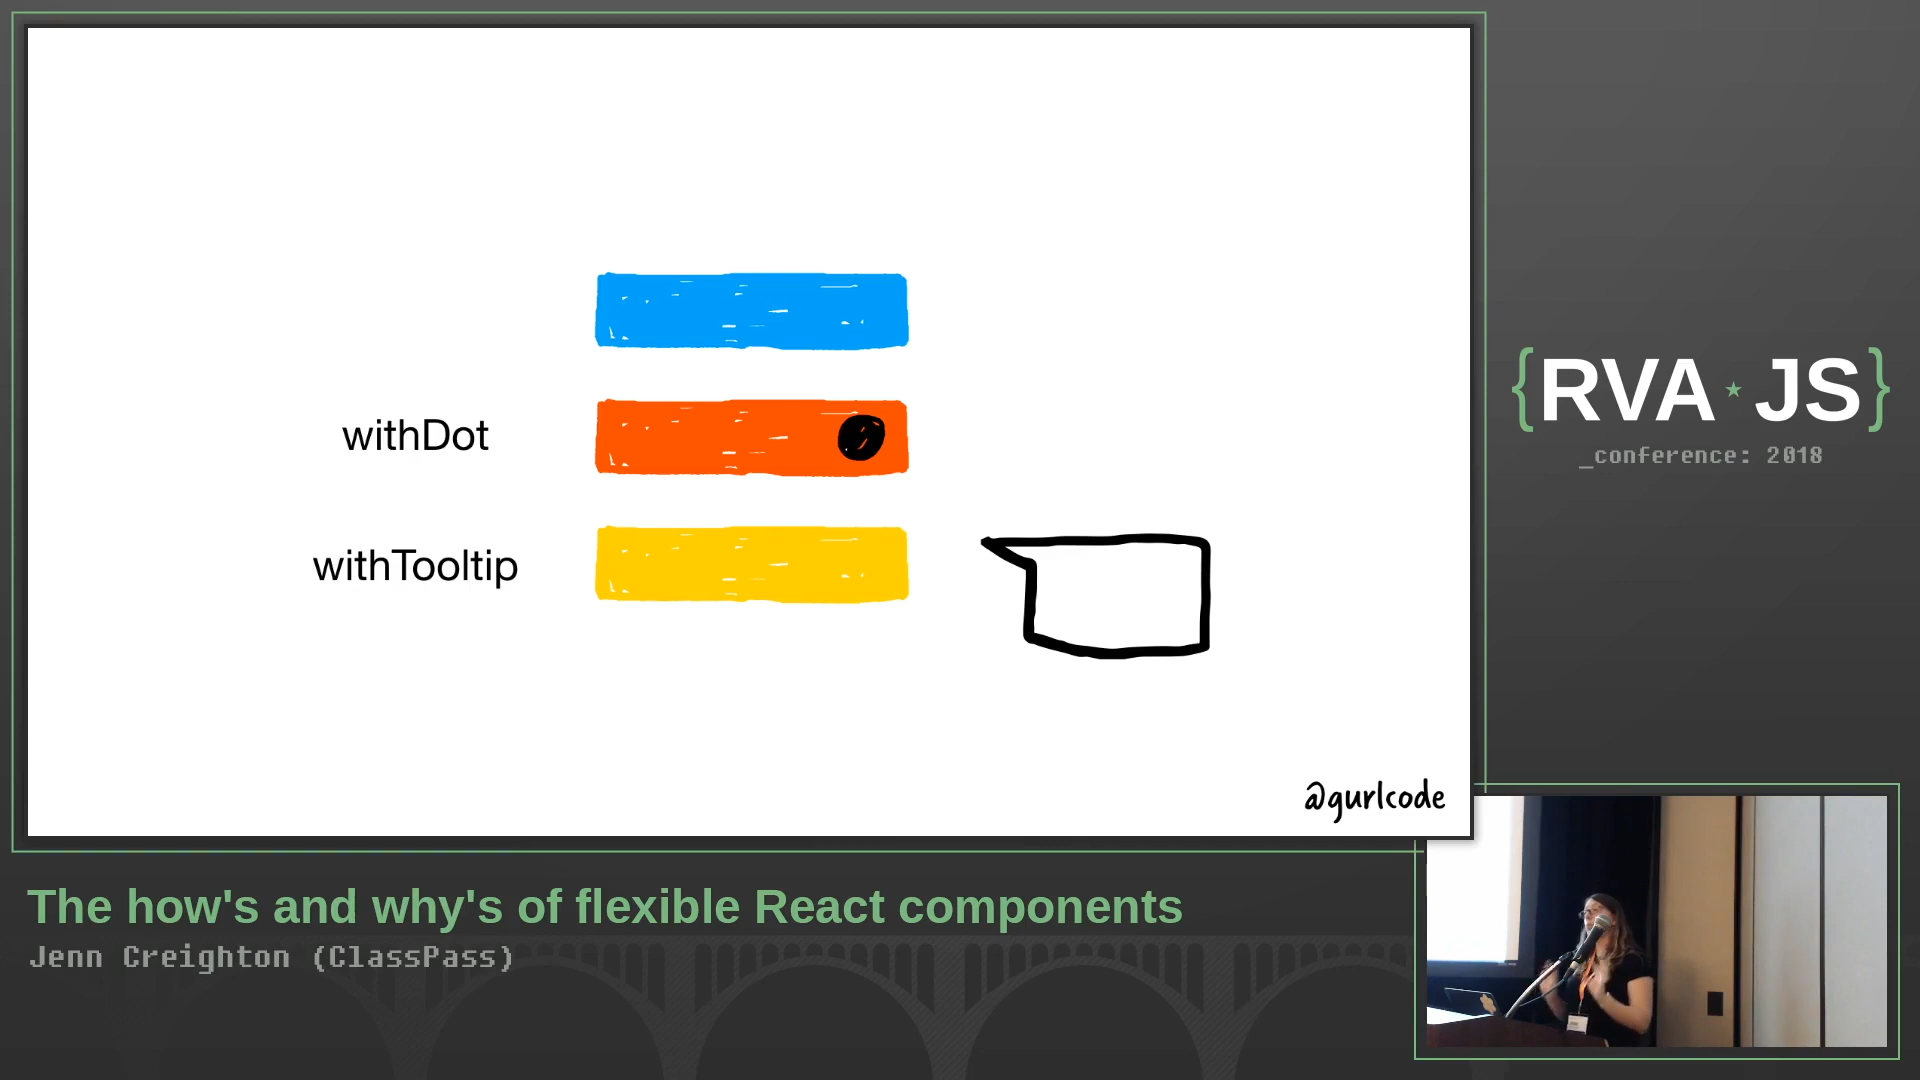 withDot
withTooltip
@gurlcode
{RVA★JS}
_conference: 2018
The how's and why's of flexible React components
Jenn Creighton (ClassPass)